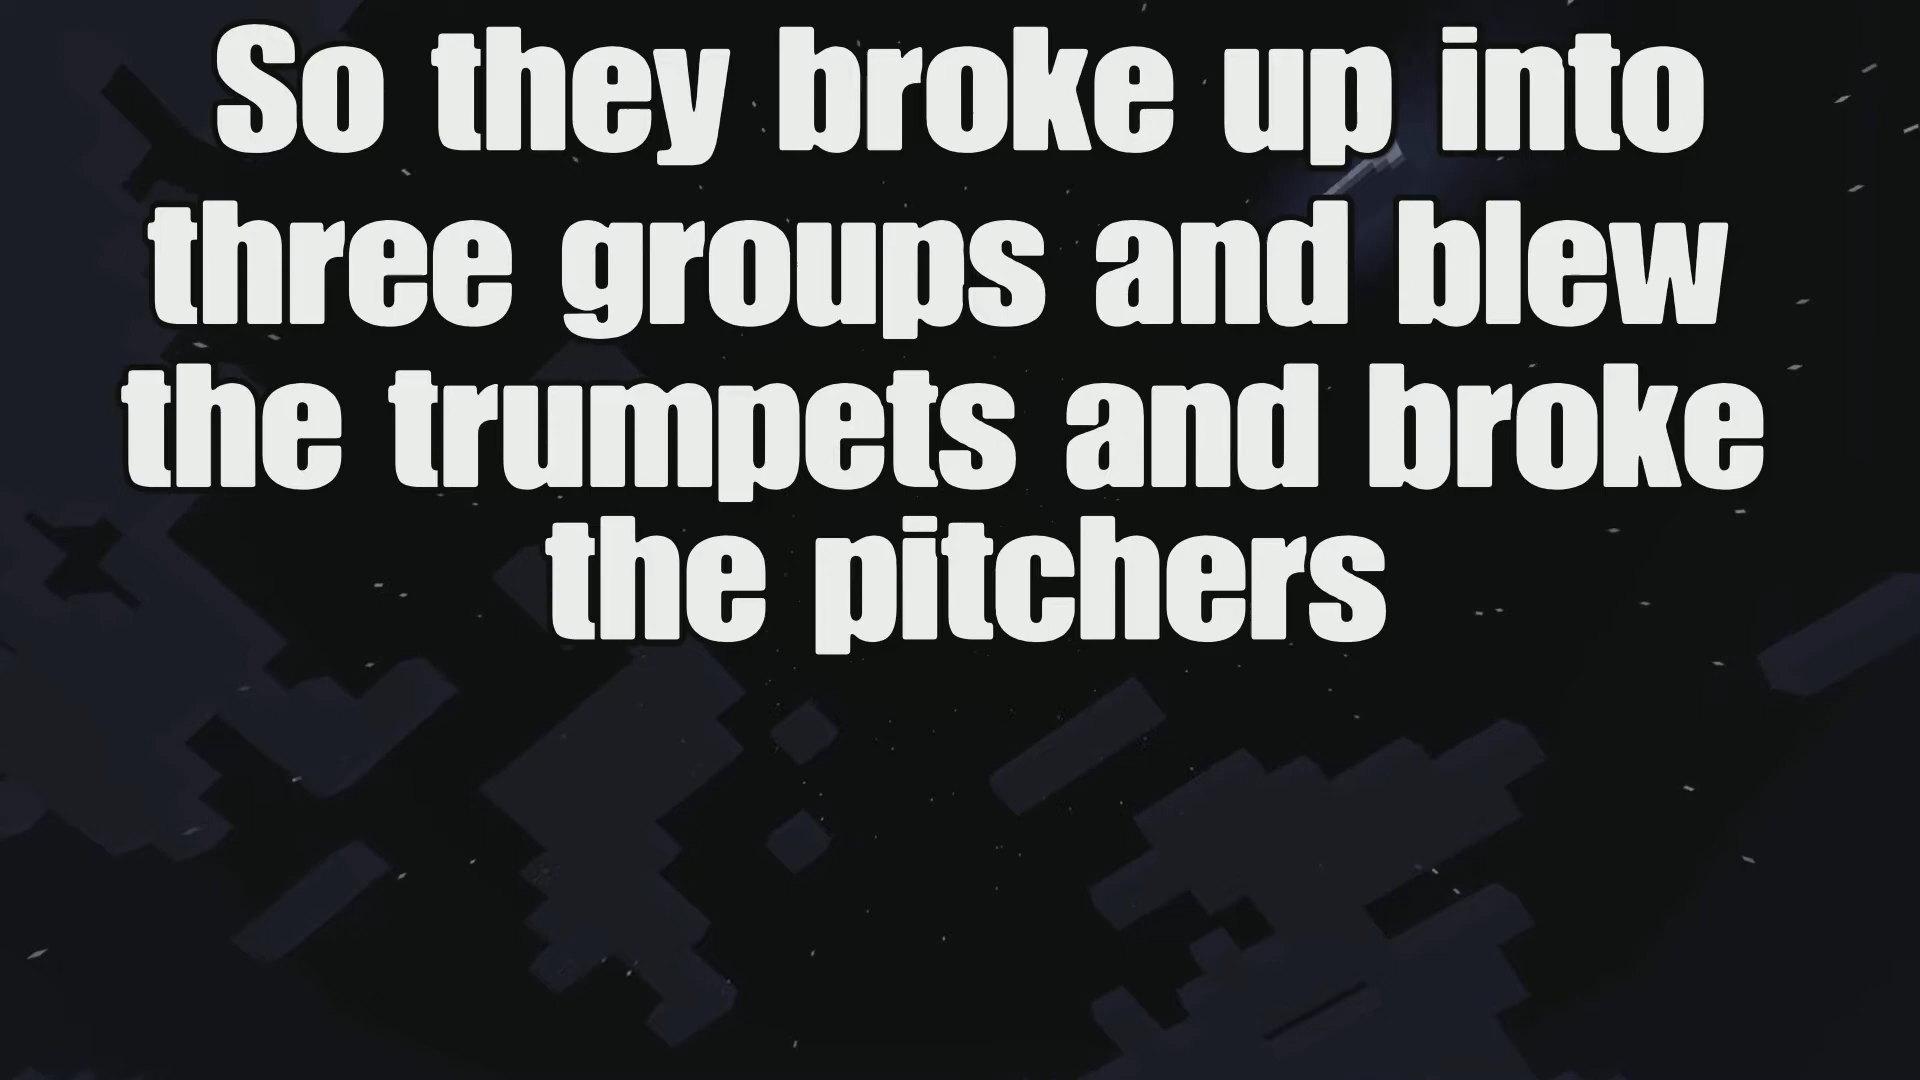 So they broke up into
three groups and blew
the trumpets and broke
the pitchers